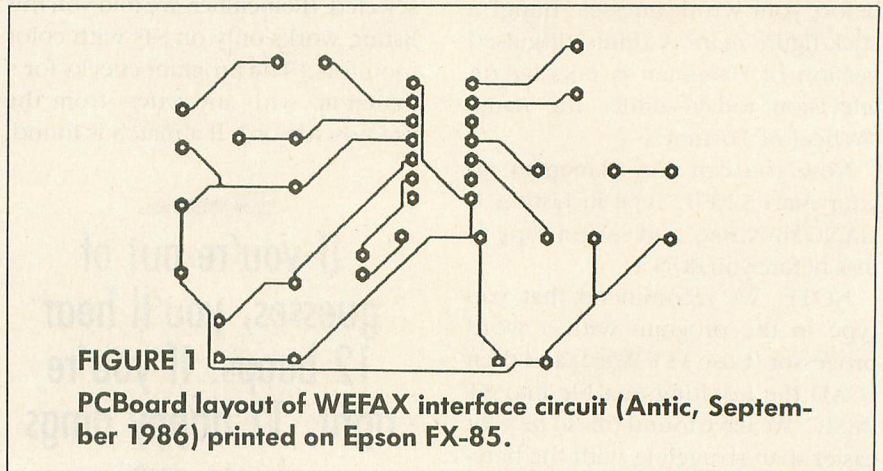 FIGURE 1
PCBoard layout of WEFAX interface circuit (Antic, Septem-
ber 1986) printed on Epson FX-85.